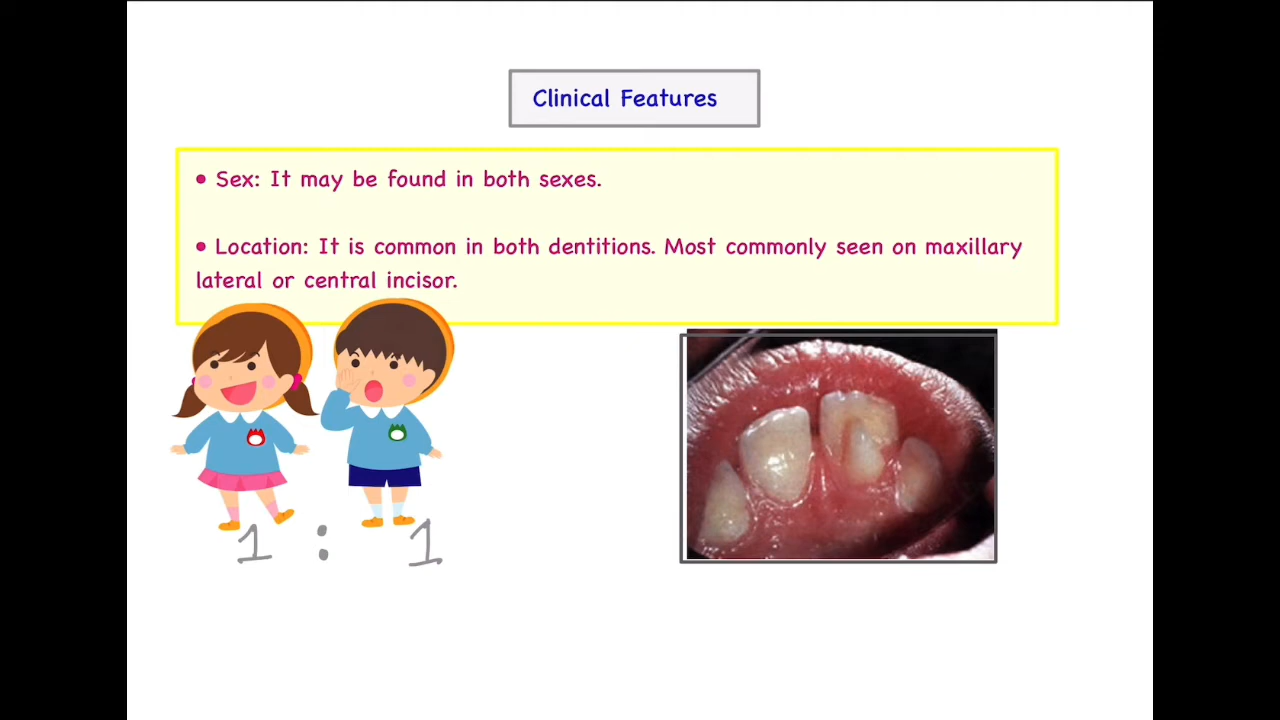 Clinical Features
• Sex: It may be found in both sexes.
• Location: It is common in both dentitions. Most commonly seen on maxillary
lateral or central incisor.
1 : 1